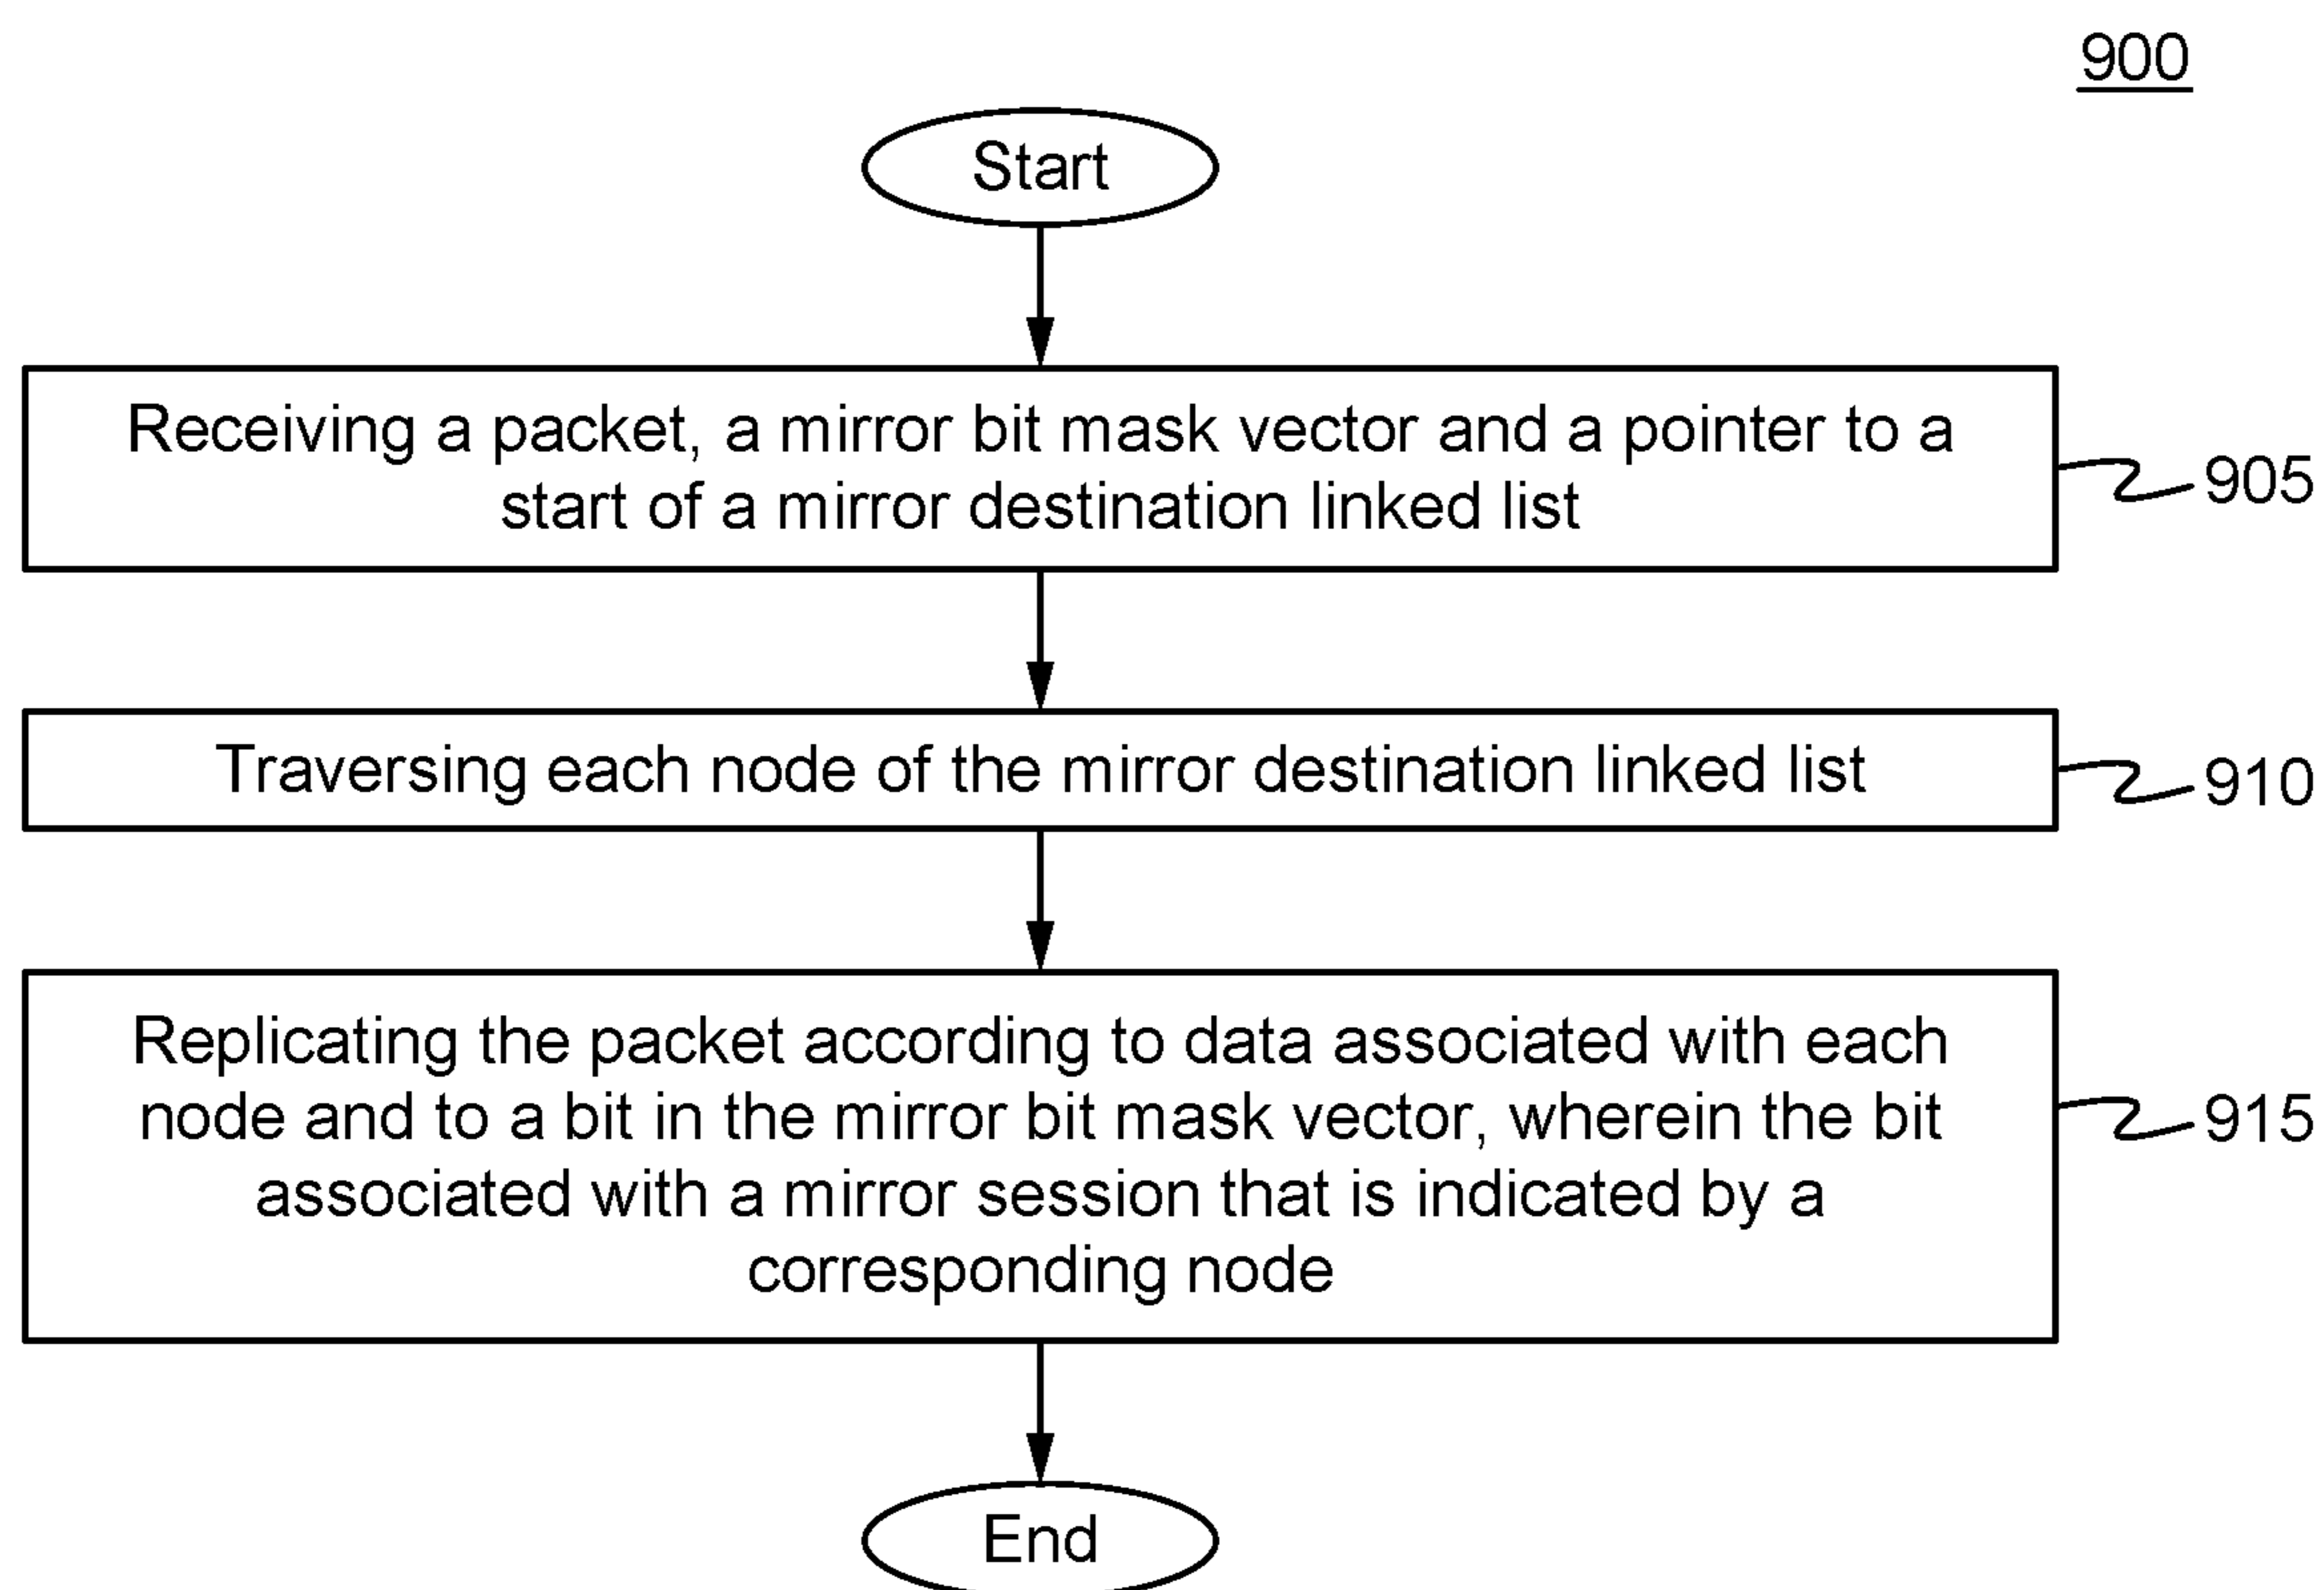 900
Start
Receiving a packet, a mirror bit mask vector and a pointer to a
start of a mirror destination linked list
905
Traversing each node of the mirror destination linked list
910
Replicating the packet according to data associated with each
node and to a bit in the mirror bit mask vector, wherein the bit
associated with a mirror session that is indicated by a
corresponding node
915
End